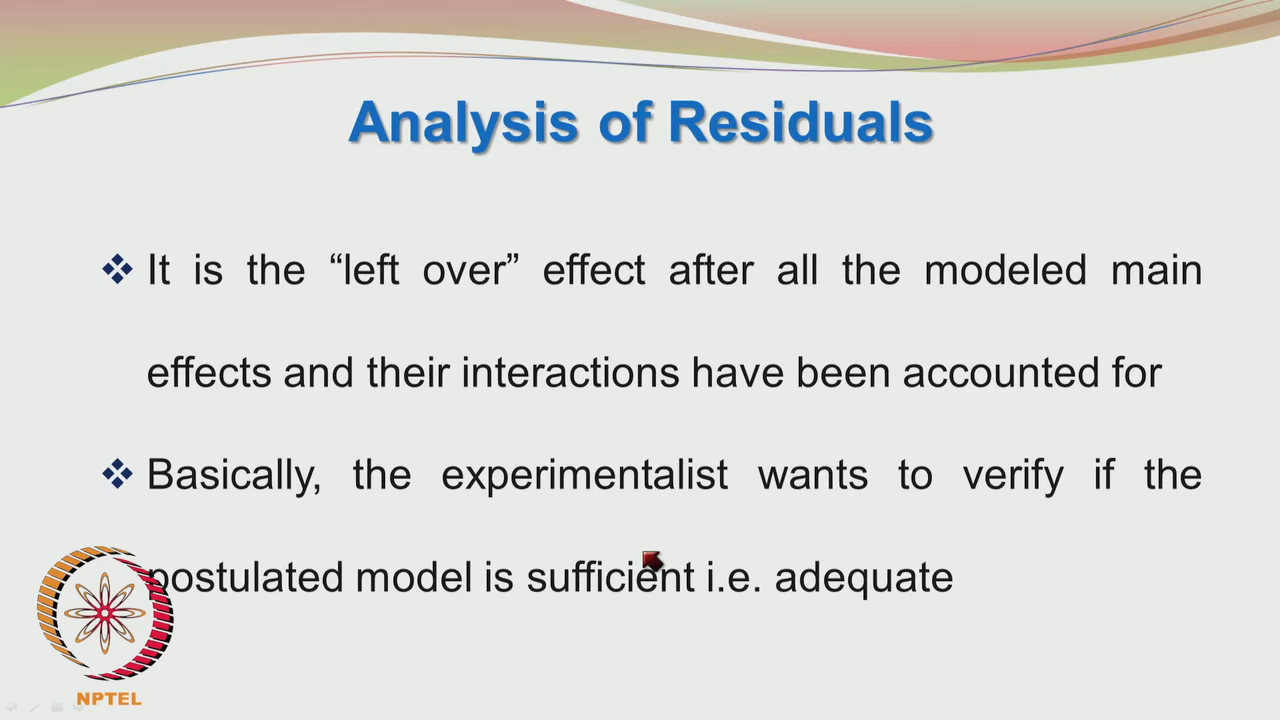 Analysis of Residuals
It is the “left over” effect after all the modeled main
effects and their interactions have been accounted for
Basically, the experimentalist wants to verify if the
postulated model is sufficient i.e. adequate
NPTEL